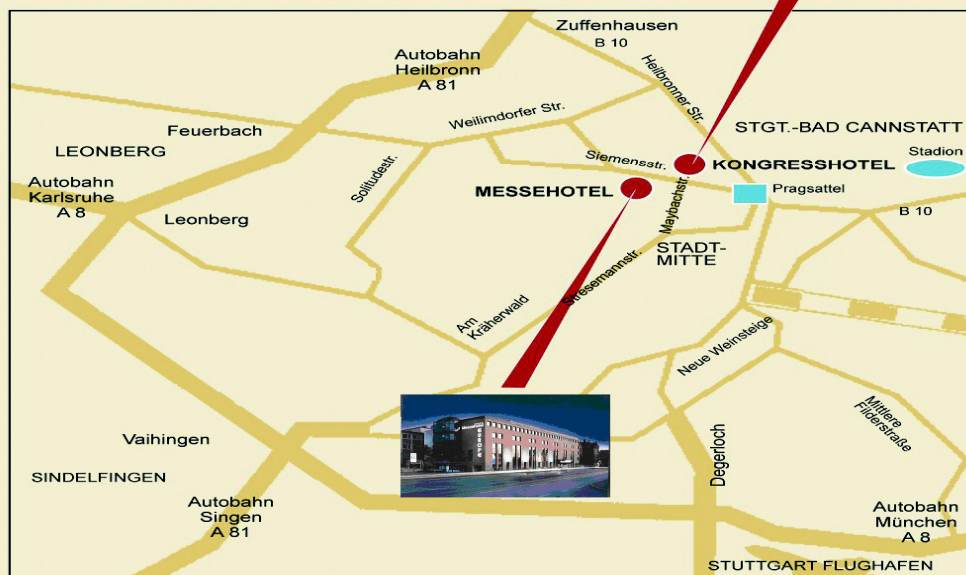 Zuffenhausen
B 10
Autobahn
Heilbronn
A 81
Heilbronner Str.
Weilimdorfer Str.
Feuerbach
STGT.-BAD CANNSTATT
LEONBERG
Siemensstr.
Stadion
KONGRESSHOTEL
Solitudestr.
Autobahn
Karlsruhe
A 8
MESSEHOTEL
Pragsattel
Maybachstr.
Leonberg
B 10
STADT-
MITTE
Stresemannstr.
Am
Kräherwald
Neue Weinsteige
Mittlere
Filderstraße
Vaihingen
Degerloch
SINDELFINGEN
Autobahn
Singen
A 81
Autobahn
München
A 8
STUTTGART FLUGHAFEN